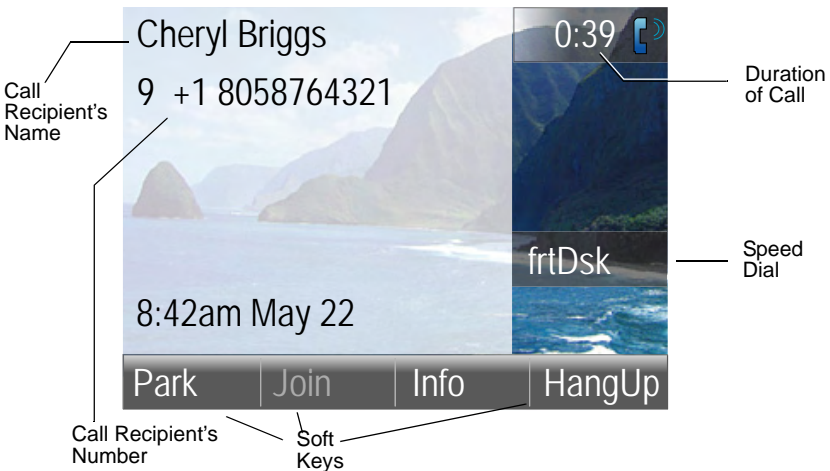 Cheryl Briggs
0:39
9 +1 8058764321
Call
Recipient's
Name
Duration
of Call
frtDsk
Speed
Dial
8:42am May 22
Park Join Info HangUp
Call Recipient's
Number
Soft
Keys